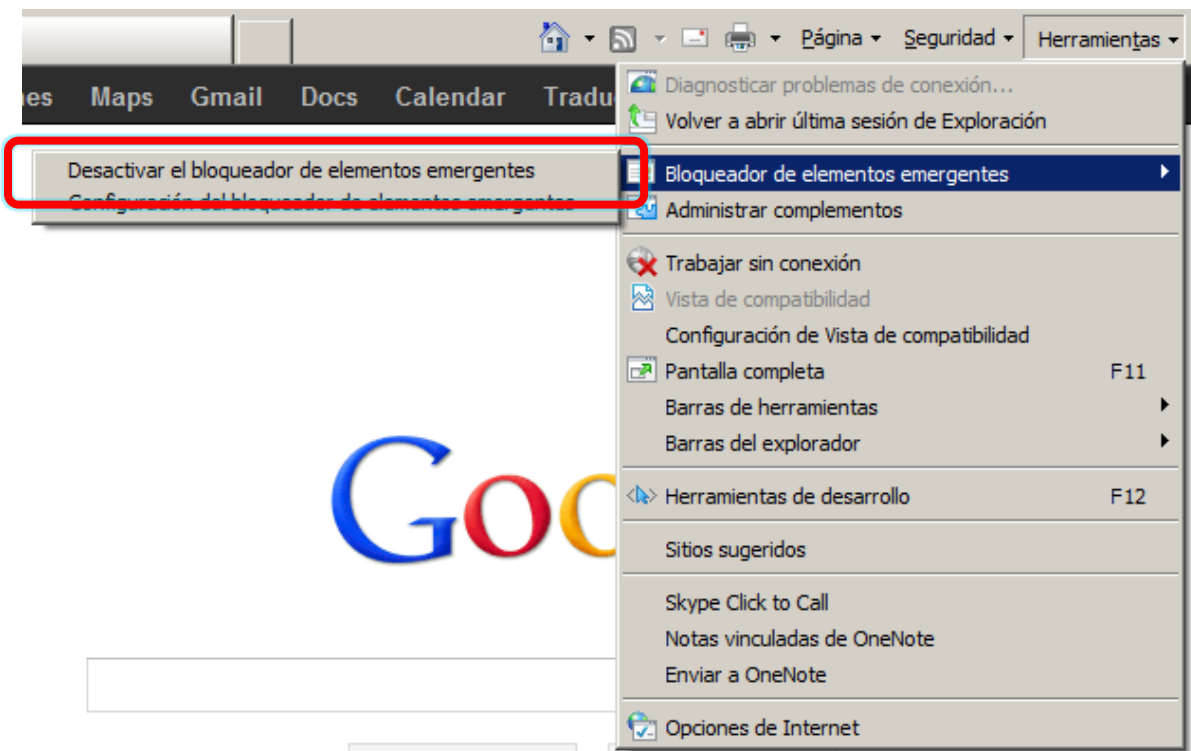 Página Seguridad Herramientas
nes Maps Gmail Docs Calendar Tradu
Diagnosticar problemas de conexión...
Volver a abrir última sesión de Exploración
Bloqueador de elementos emergentes
Desactivar el bloqueador de elementos emergentes
Configuración del bloqueador de elementos emergentes
Administrar complementos
Trabajar sin conexión
Vista de compatibilidad
Configuración de Vista de compatibilidad
Pantalla completa F11
Barras de herramientas
Barras del explorador
Goo
Herramientas de desarrollo F12
Sitios sugeridos
Skype Click to Call
Notas vinculadas de OneNote
Enviar a OneNote
Opciones de Internet